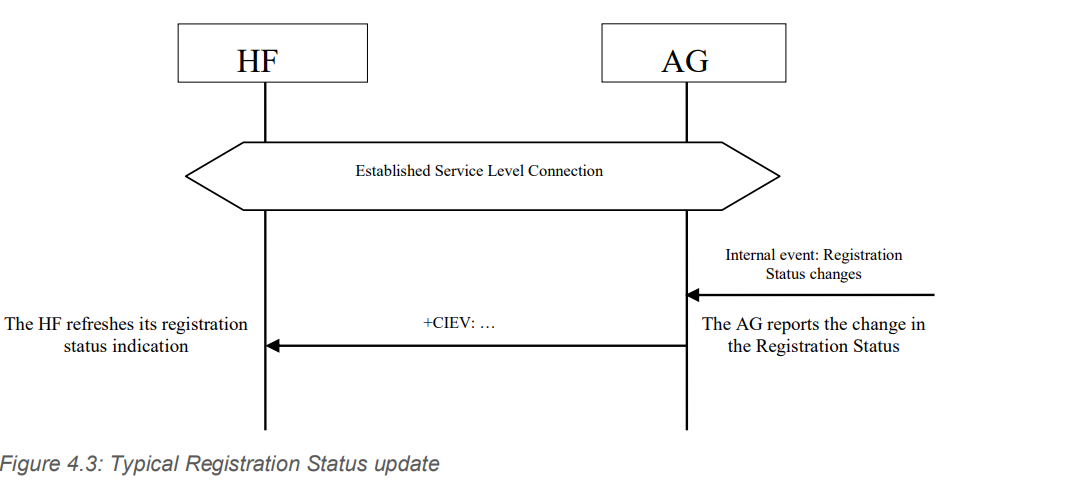 HF
AG
Established Service Level Connection
Internal event: Registration
Status changes
The HF refreshes its registration
status indication
+CIEV: …
The AG reports the change in
the Registration Status
Figure 4.3: Typical Registration Status update